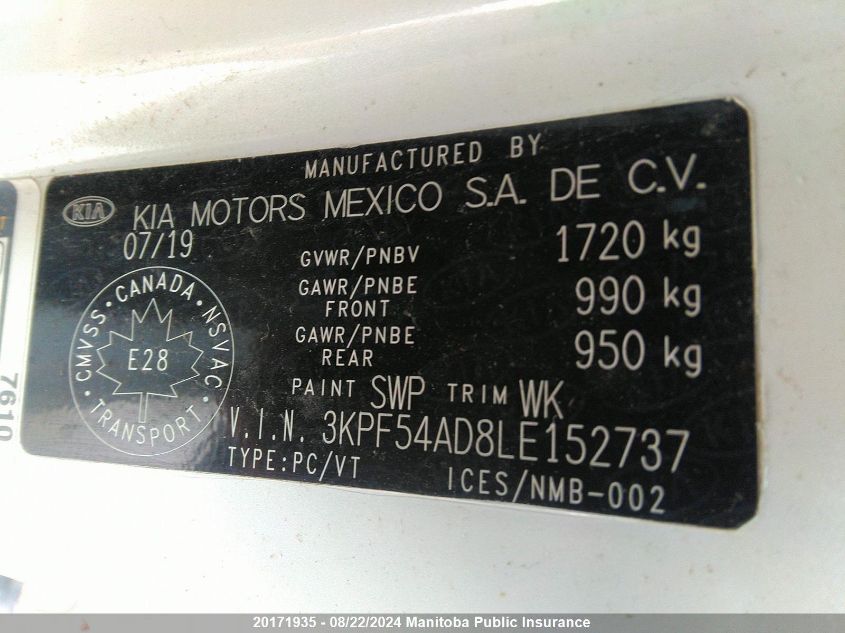 MANUFACTURED BY
KIA
KIA MOTORS MEXICO S.A. DE C.V.
07/19
GVWR/PNBV 1720 kg
GAWR/PNBE FRONT 990 kg
GAWR/PNBE REAR 950 kg
CMVSS · CANADA · NSVAC · TRANSPORT ·
E28
PAINT SWP TRIM WK
V.I.N. 3KPF54AD8LE152737
TYPE:PC/VT
ICES/NMB-002
7610
20171935 - 08/22/2024 Manitoba Public Insurance